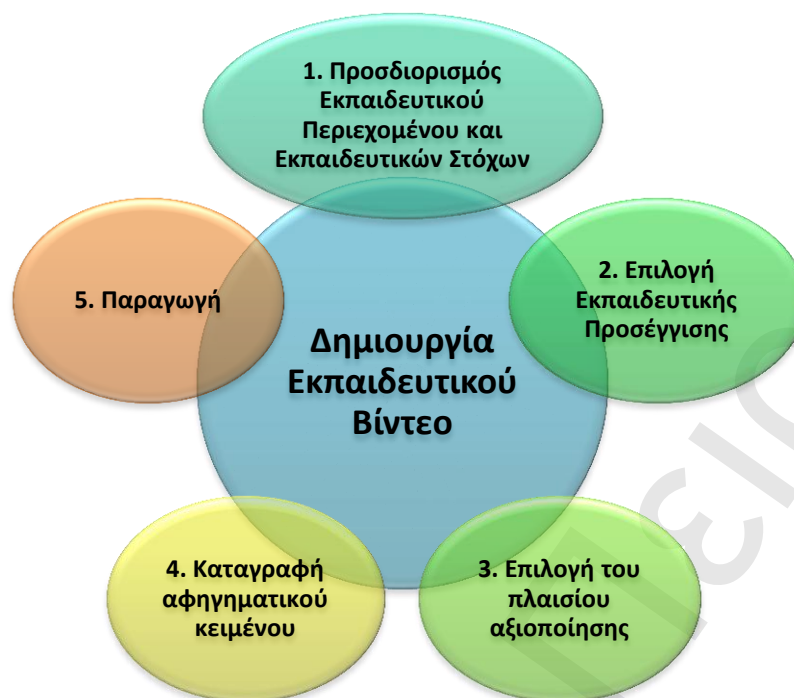 1. Προσδιορισμός
Εκπαιδευτικού
Περιεχομένου και
Εκπαιδευτικών Στόχων
2. Επιλογή
Εκπαιδευτικής
Προσέγγισης
3. Επιλογή του
πλαισίου
αξιοποίησης
4. Καταγραφή
αφηγηματικού
κειμένου
5. Παραγωγή
Δημιουργία
Εκπαιδευτικού
Βίντεο